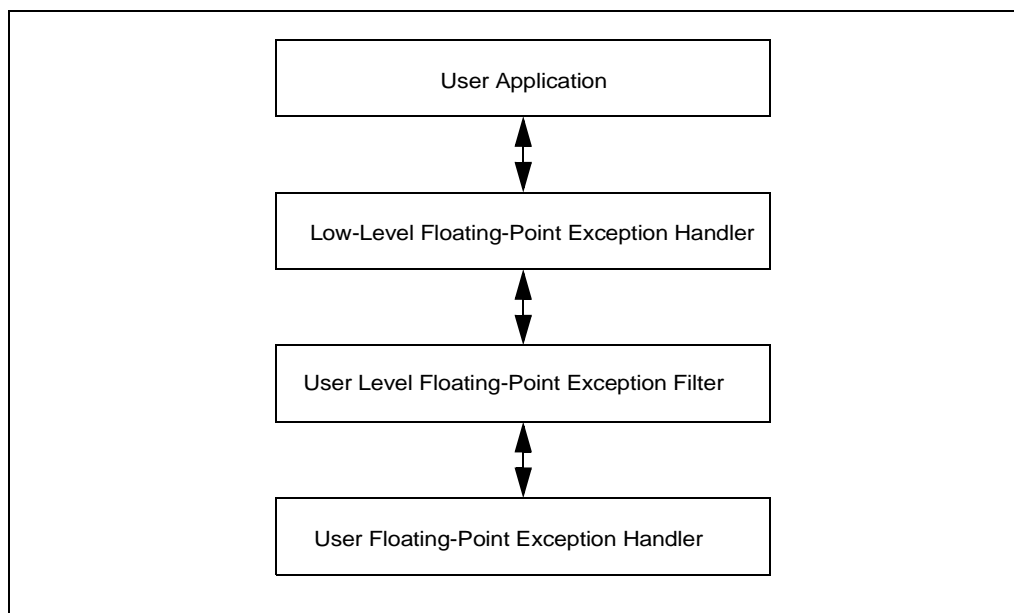 User Application
Low-Level Floating-Point Exception Handler
User Level Floating-Point Exception Filter
User Floating-Point Exception Handler